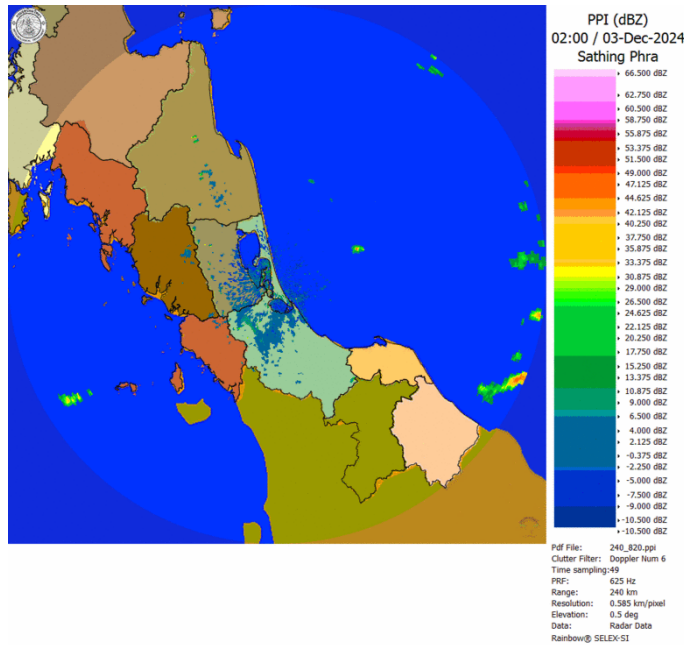 PPI (dBZ)
02:00 / 03-Dec-2024
Sathing Phra
66.500 dBZ
62.750 dBZ
60.500 dBZ
58.750 dBZ
55.875 dBZ
53.375 dBZ
51.500 dBZ
49.000 dBZ
47.125 dBZ
44.625 dBZ
42.125 dBZ
40.250 dBZ
37.750 dBZ
35.875 dBZ
33.375 dBZ
30.875 dBZ
29.000 dBZ
26.500 dBZ
24.625 dBZ
22.125 dBZ
20.250 dBZ
17.750 dBZ
15.250 dBZ
13.375 dBZ
10.875 dBZ
9.000 dBZ
6.500 dBZ
4.000 dBZ
2.125 dBZ
-0.375 dBZ
-2.250 dBZ
-5.000 dBZ
-7.500 dBZ
-9.000 dBZ
-10.500 dBZ
-10.500 dBZ
Pdf File: 240_820.ppi
Clutter Filter: Doppler Num 6
Time sampling:49
PRF: 625 Hz
Range: 240 km
Resolution: 0.585 km/pixel
Elevation: 0.5 deg
Data: Radar Data
Rainbow® SELEX-SI